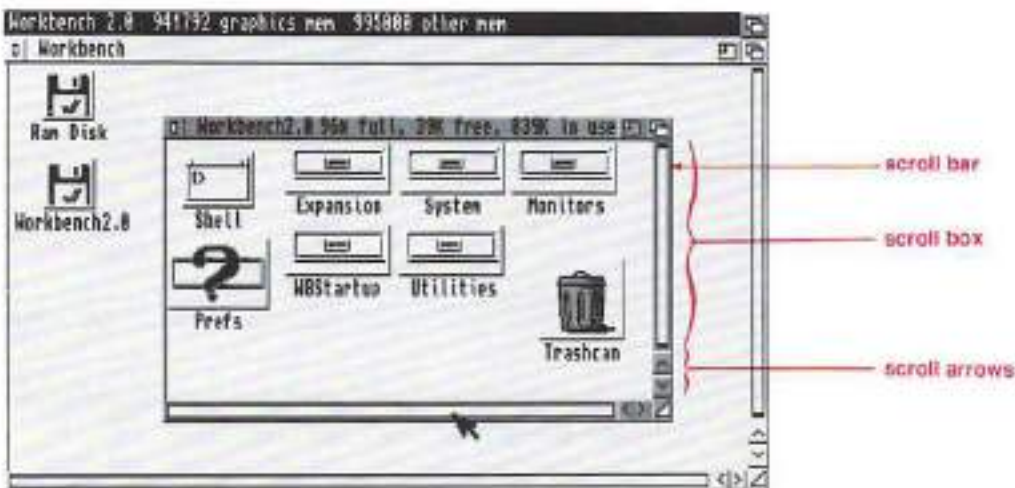 Workbench 2.0 941792 graphics mem 995000 other mem
Workbench
Ram Disk
Workbench2.0
Workbench2.0 96% full, 39K free, 839K in use
Shell
Expansion
System
Monitors
Prefs
WBStartup
Utilities
Trashcan
scroll bar
scroll box
scroll arrows